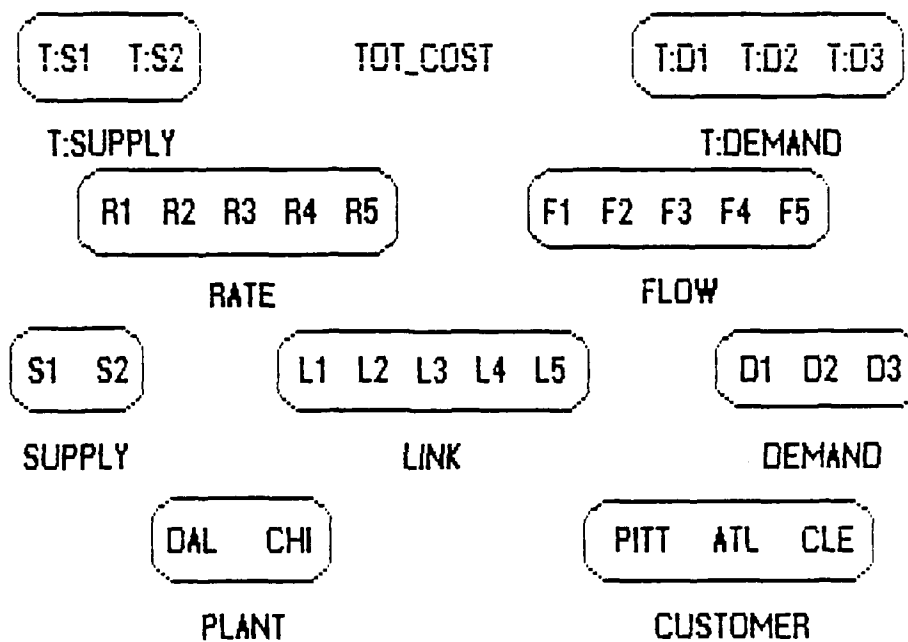 T:S1 T:S2 TOT_COST T:D1 T:D2 T:D3
T:SUPPLY T:DEMAND
R1 R2 R3 R4 R5 F1 F2 F3 F4 F5
RATE FLOW
S1 S2 L1 L2 L3 L4 L5 D1 D2 D3
SUPPLY LINK DEMAND
DAL CHI PITT ATL CLE
PLANT CUSTOMER